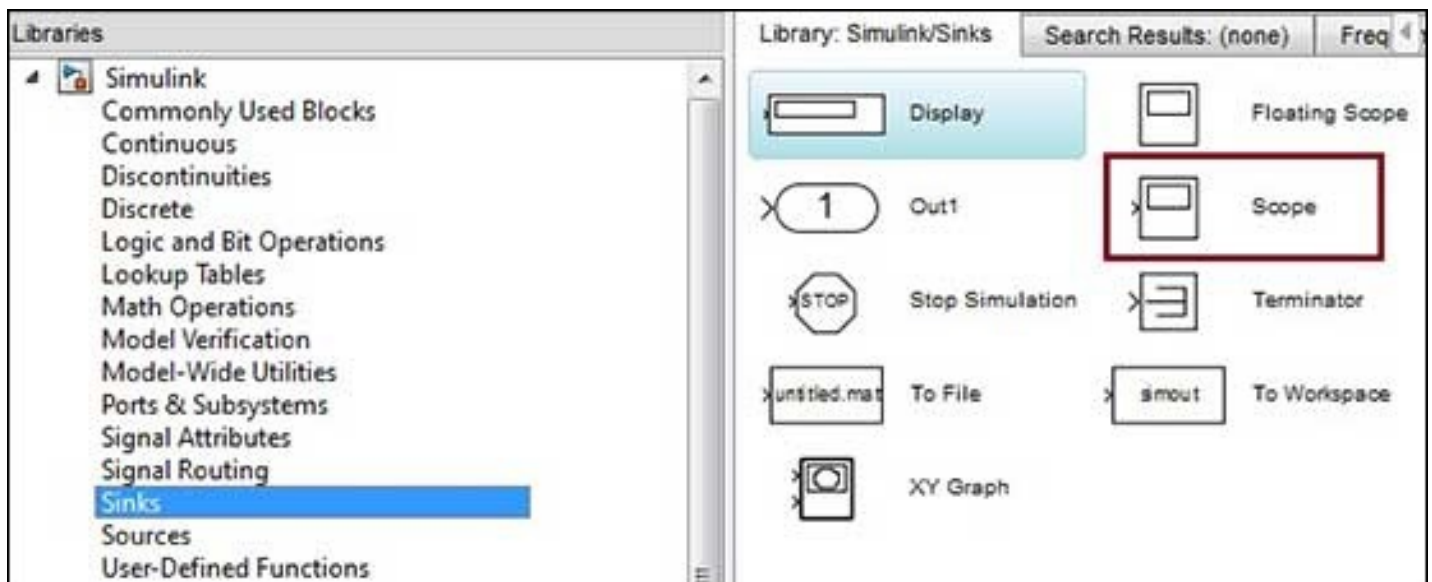 Libraries
Simulink
Commonly Used Blocks
Continuous
Discontinuities
Discrete
Logic and Bit Operations
Lookup Tables
Math Operations
Model Verification
Model-Wide Utilities
Ports & Subsystems
Signal Attributes
Signal Routing
Sinks
Sources
User-Defined Functions
Library: Simulink/Sinks Search Results: (none) Freq
Display Floating Scope
1 Out1 Scope
STOP Stop Simulation Terminator
untitled.mat To File simout To Workspace
XY Graph